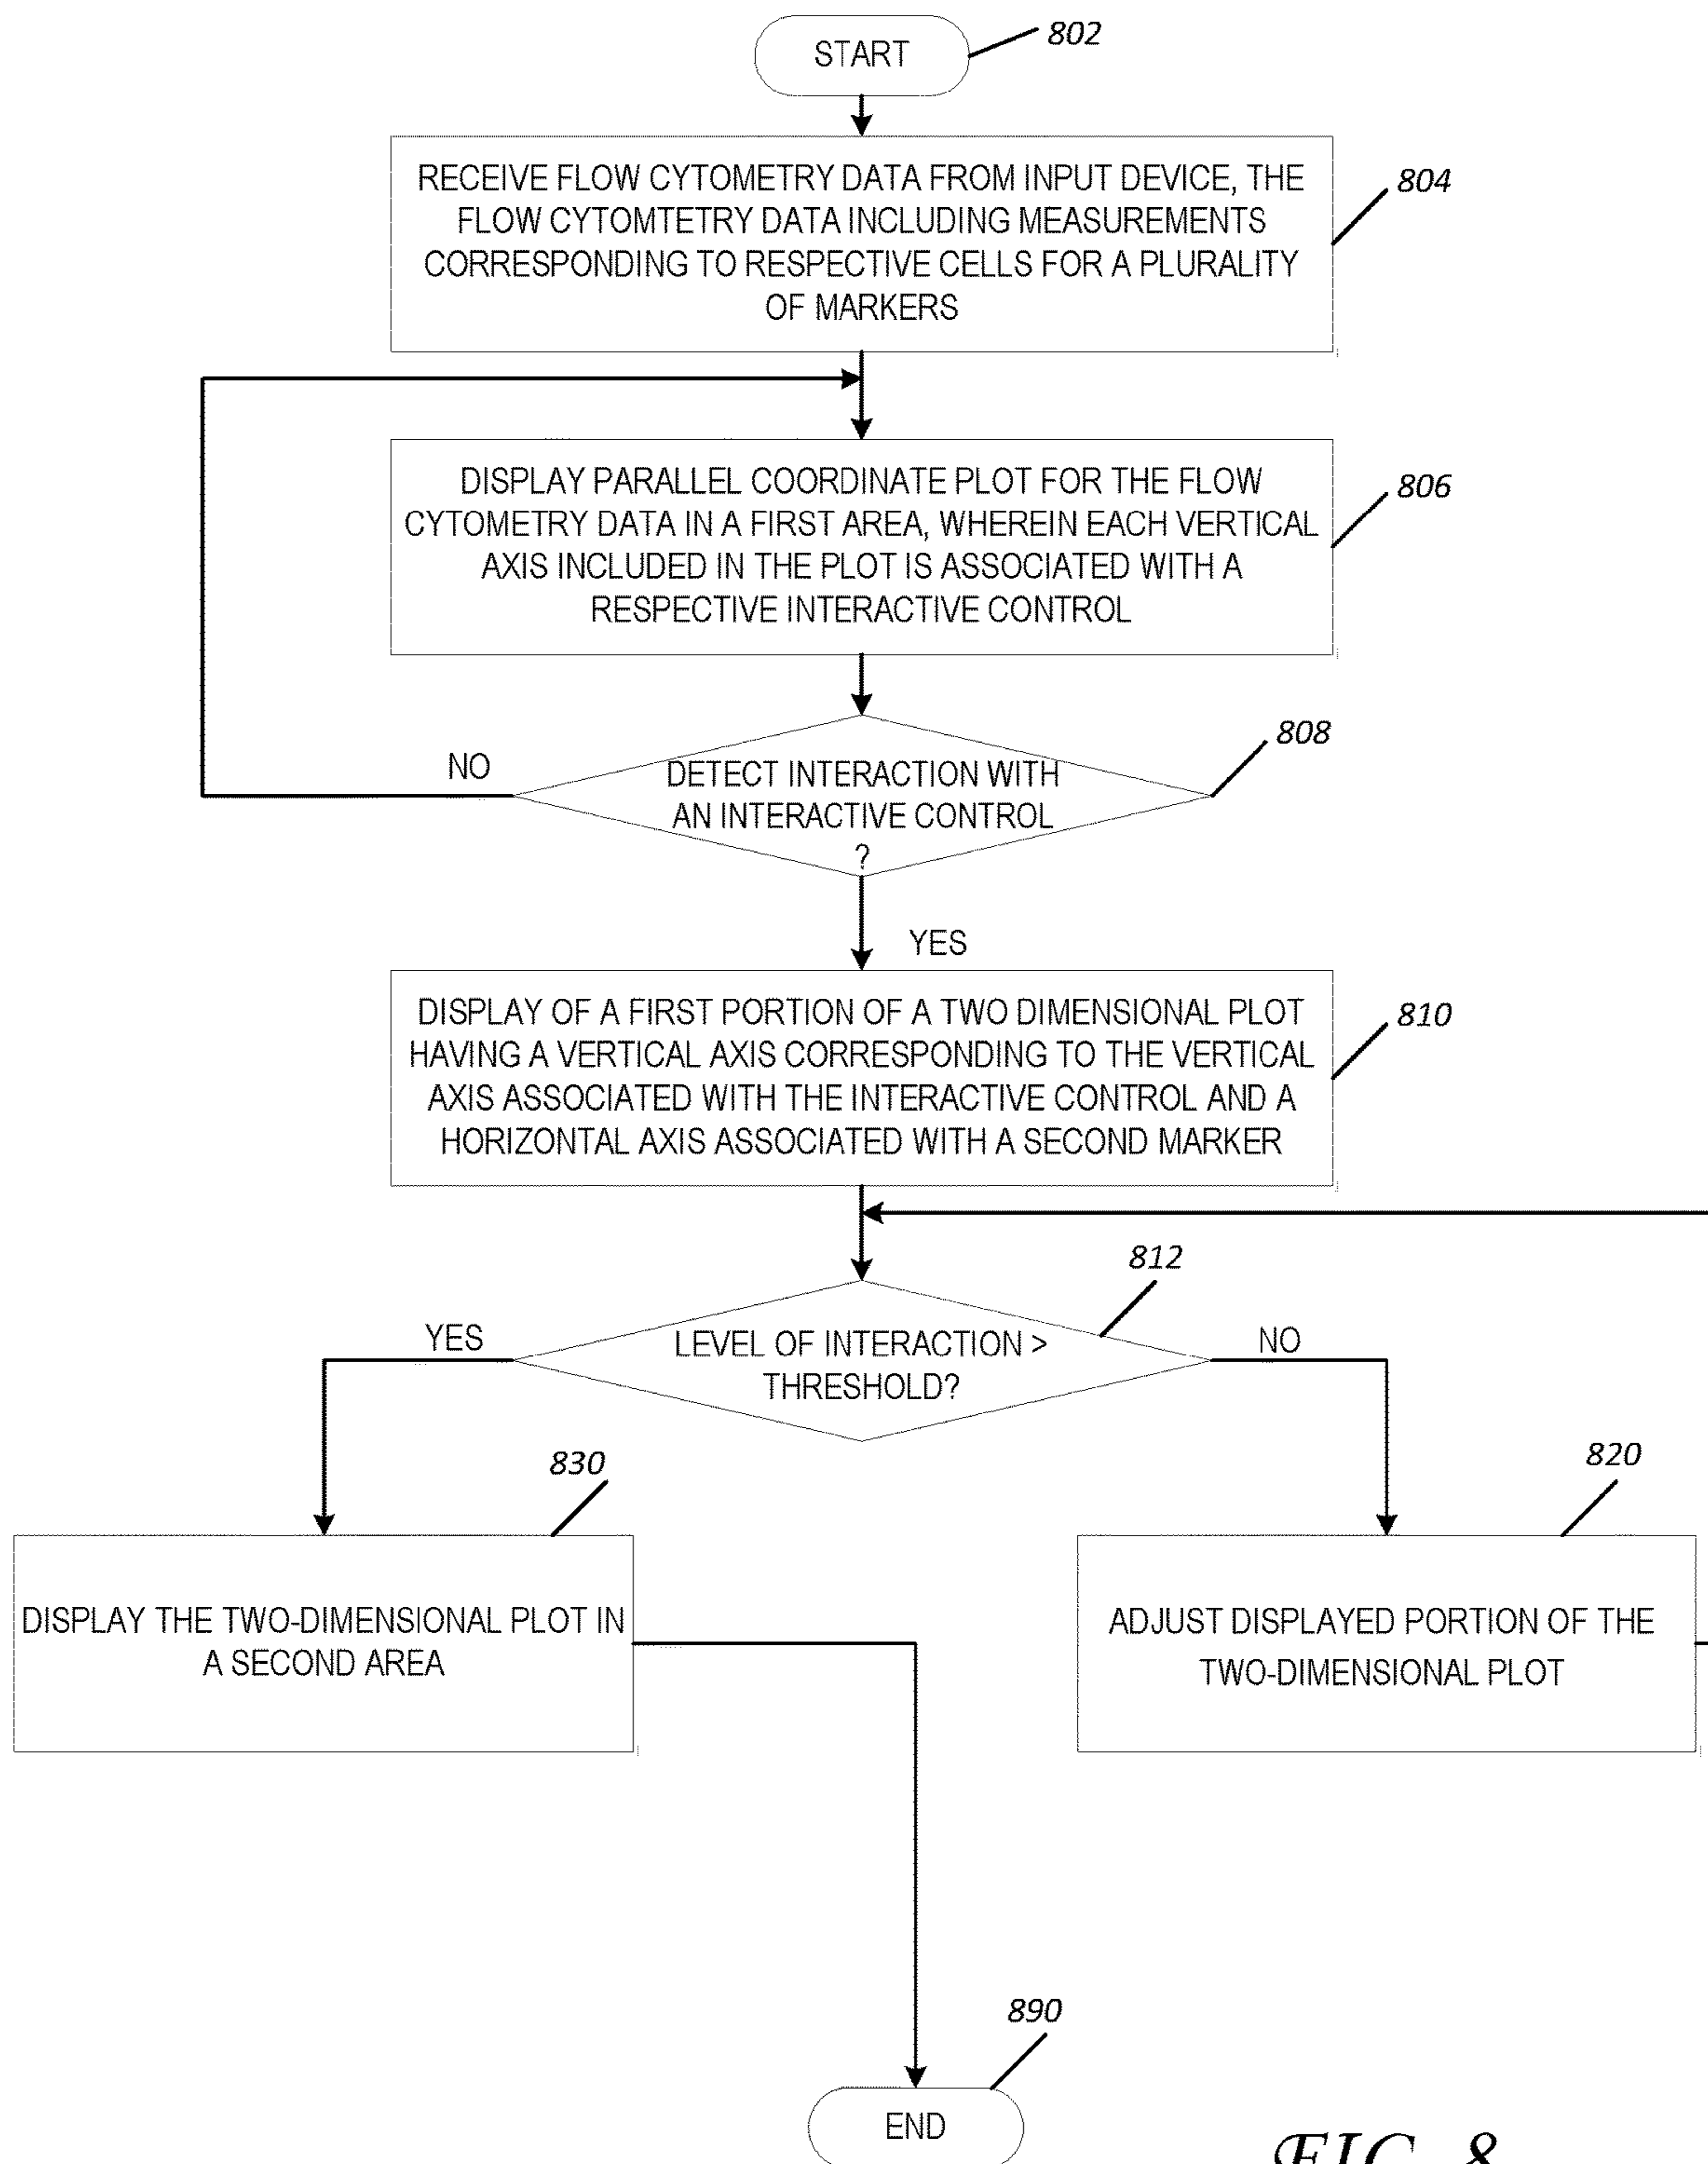 START
802
RECEIVE FLOW CYTOMETRY DATA FROM INPUT DEVICE, THE
FLOW CYTOMTETRY DATA INCLUDING MEASUREMENTS
CORRESPONDING TO RESPECTIVE CELLS FOR A PLURALITY
OF MARKERS
804
DISPLAY PARALLEL COORDINATE PLOT FOR THE FLOW
CYTOMETRY DATA IN A FIRST AREA, WHEREIN EACH VERTICAL
AXIS INCLUDED IN THE PLOT IS ASSOCIATED WITH A
RESPECTIVE INTERACTIVE CONTROL
806
NO
DETECT INTERACTION WITH
AN INTERACTIVE CONTROL
?
808
YES
DISPLAY OF A FIRST PORTION OF A TWO DIMENSIONAL PLOT
HAVING A VERTICAL AXIS CORRESPONDING TO THE VERTICAL
AXIS ASSOCIATED WITH THE INTERACTIVE CONTROL AND A
HORIZONTAL AXIS ASSOCIATED WITH A SECOND MARKER
810
812
YES
LEVEL OF INTERACTION >
THRESHOLD?
NO
830
DISPLAY THE TWO-DIMENSIONAL PLOT IN
A SECOND AREA
820
ADJUST DISPLAYED PORTION OF THE
TWO-DIMENSIONAL PLOT
890
END
FIG. 8